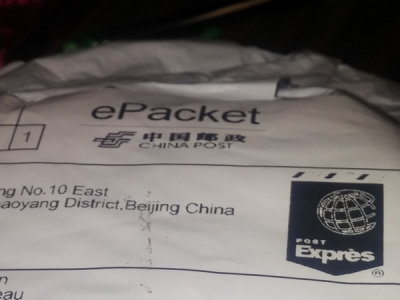 ePacket
中国邮政
CHINA POST
1
ng No.10 East
aoyang District,Beijing China
POST
Exprès
®
n
eau